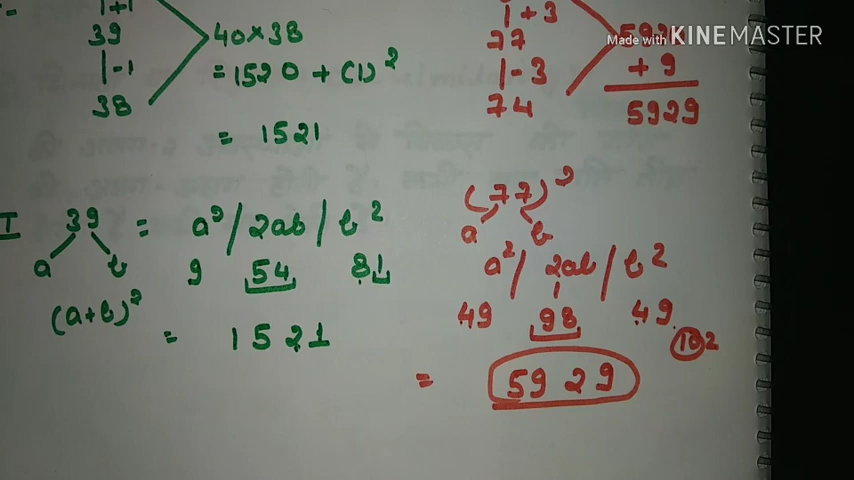 1+1
39
1-1
38
40×38
=1520 + (1)²
= 1521
1+3
77
1-3
74
+ 9
5929
Made with KINEMASTER
I 39 = a²/2ab/b²
a b 9 54 81
(a+b)²
= 1521
(77)²
a b
a²/2ab/b²
49 98 49
102
= 5929